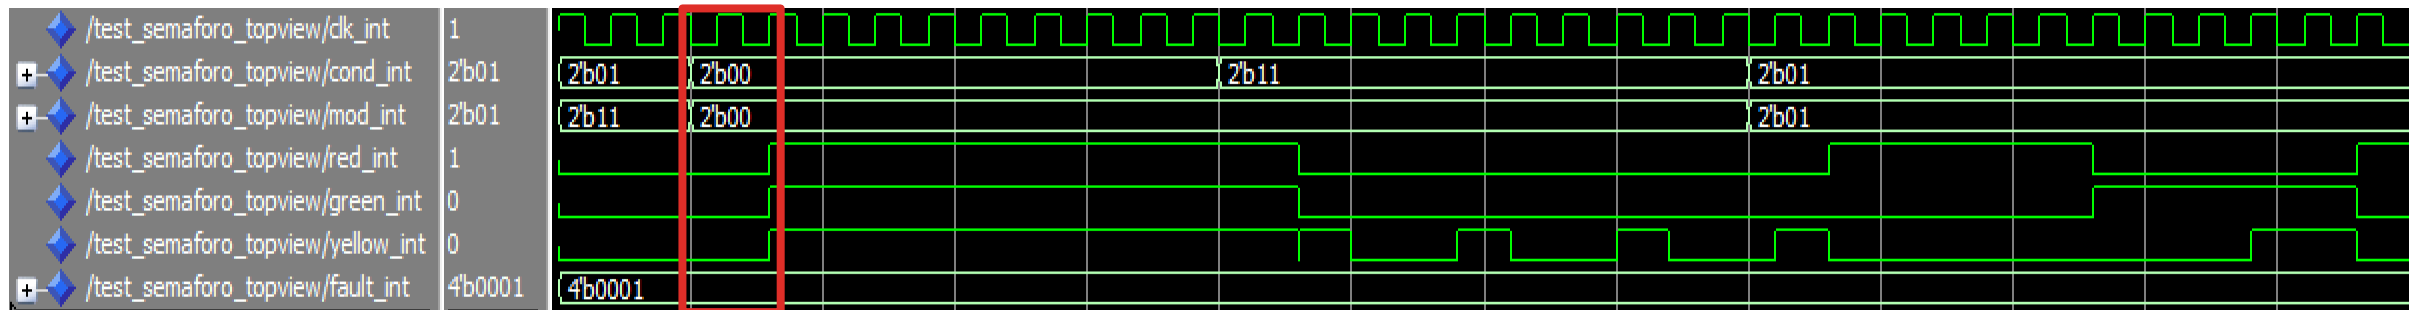 /test_semaforo_topview/clk_int 1
/test_semaforo_topview/cond_int 2'b01 2'b01 2'b00 2'b11 2'b01
/test_semaforo_topview/mod_int 2'b01 2'b11 2'b00 2'b01
/test_semaforo_topview/red_int 1
/test_semaforo_topview/green_int 0
/test_semaforo_topview/yellow_int 0
/test_semaforo_topview/fault_int 4'b0001 4'b0001